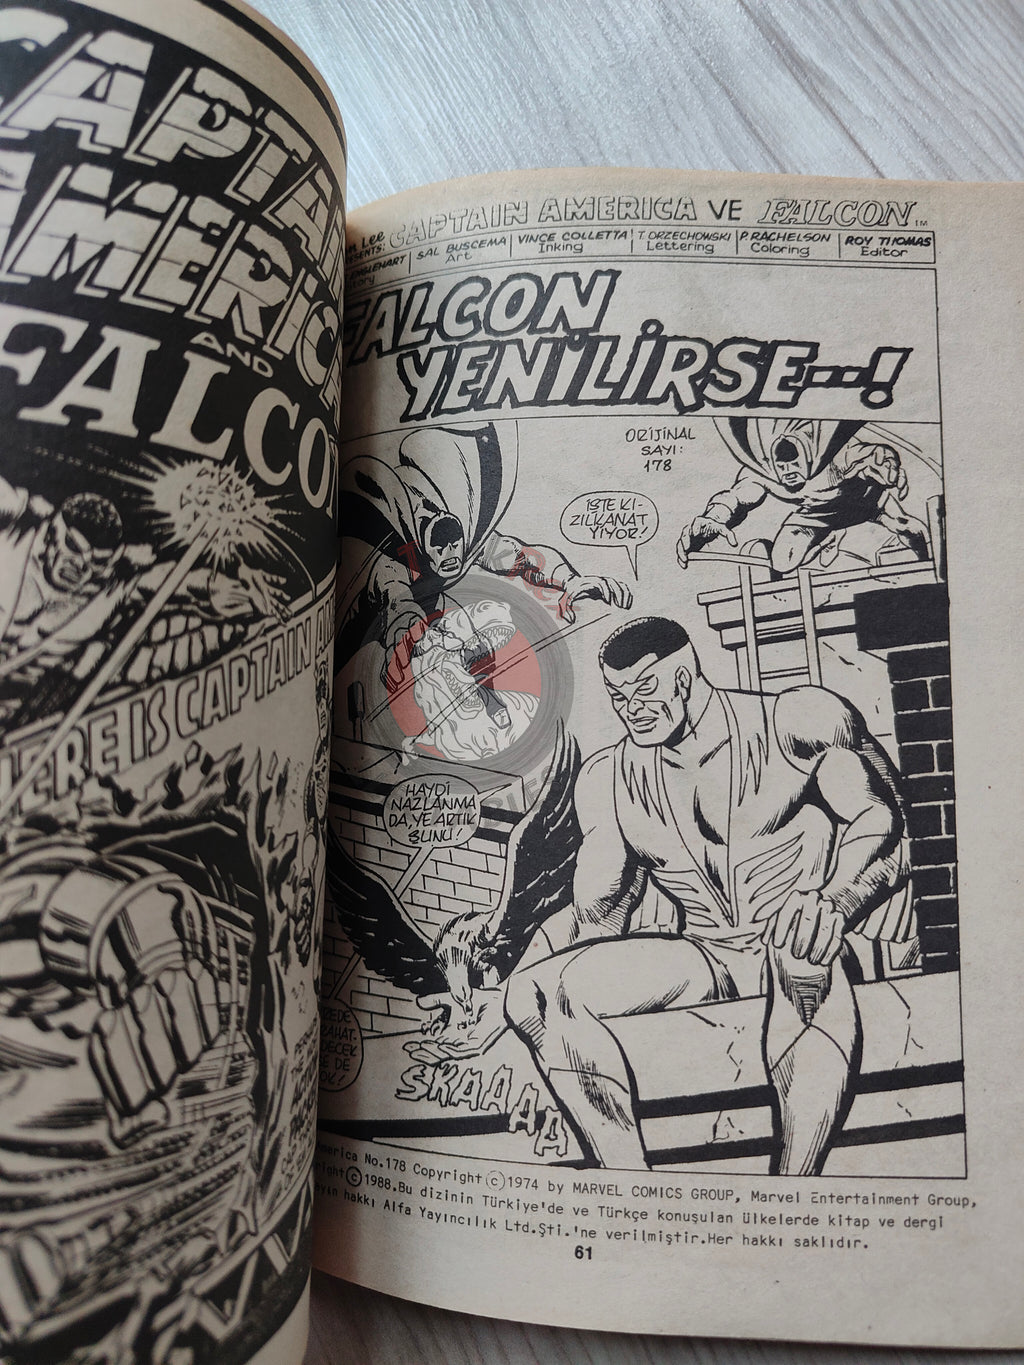 CAPTAIN
AMERICA
AND
FALCON
HERE IS CAPTAIN
CAPTAIN AMERICA VE FALCON TM
Lee
SAL BUSCEMA
Art
VINCE COLLETTA
Inking
T. ORZECHOWSKI
Lettering
P. RACHELSON
Coloring
ROY THOMAS
Editor
FALCON
YENİLİRSE--!
ORİJİNAL
SAYI:
178
İŞTE KI-
ZILKANAT
YİYOR!
HAYDİ
NAZLANMA
DA, YE ARTIK
ŞUNU!
SKAAAA
No.178 Copyright ©1974 by MARVEL COMICS GROUP, Marvel Entertainment Group,
©1988.Bu dizinin Türkiye'de ve Türkçe konuşulan ülkelerde kitap ve dergi
hakkı Alfa Yayıncılık Ltd.Şti.'ne verilmiştir.Her hakkı saklıdır.
61